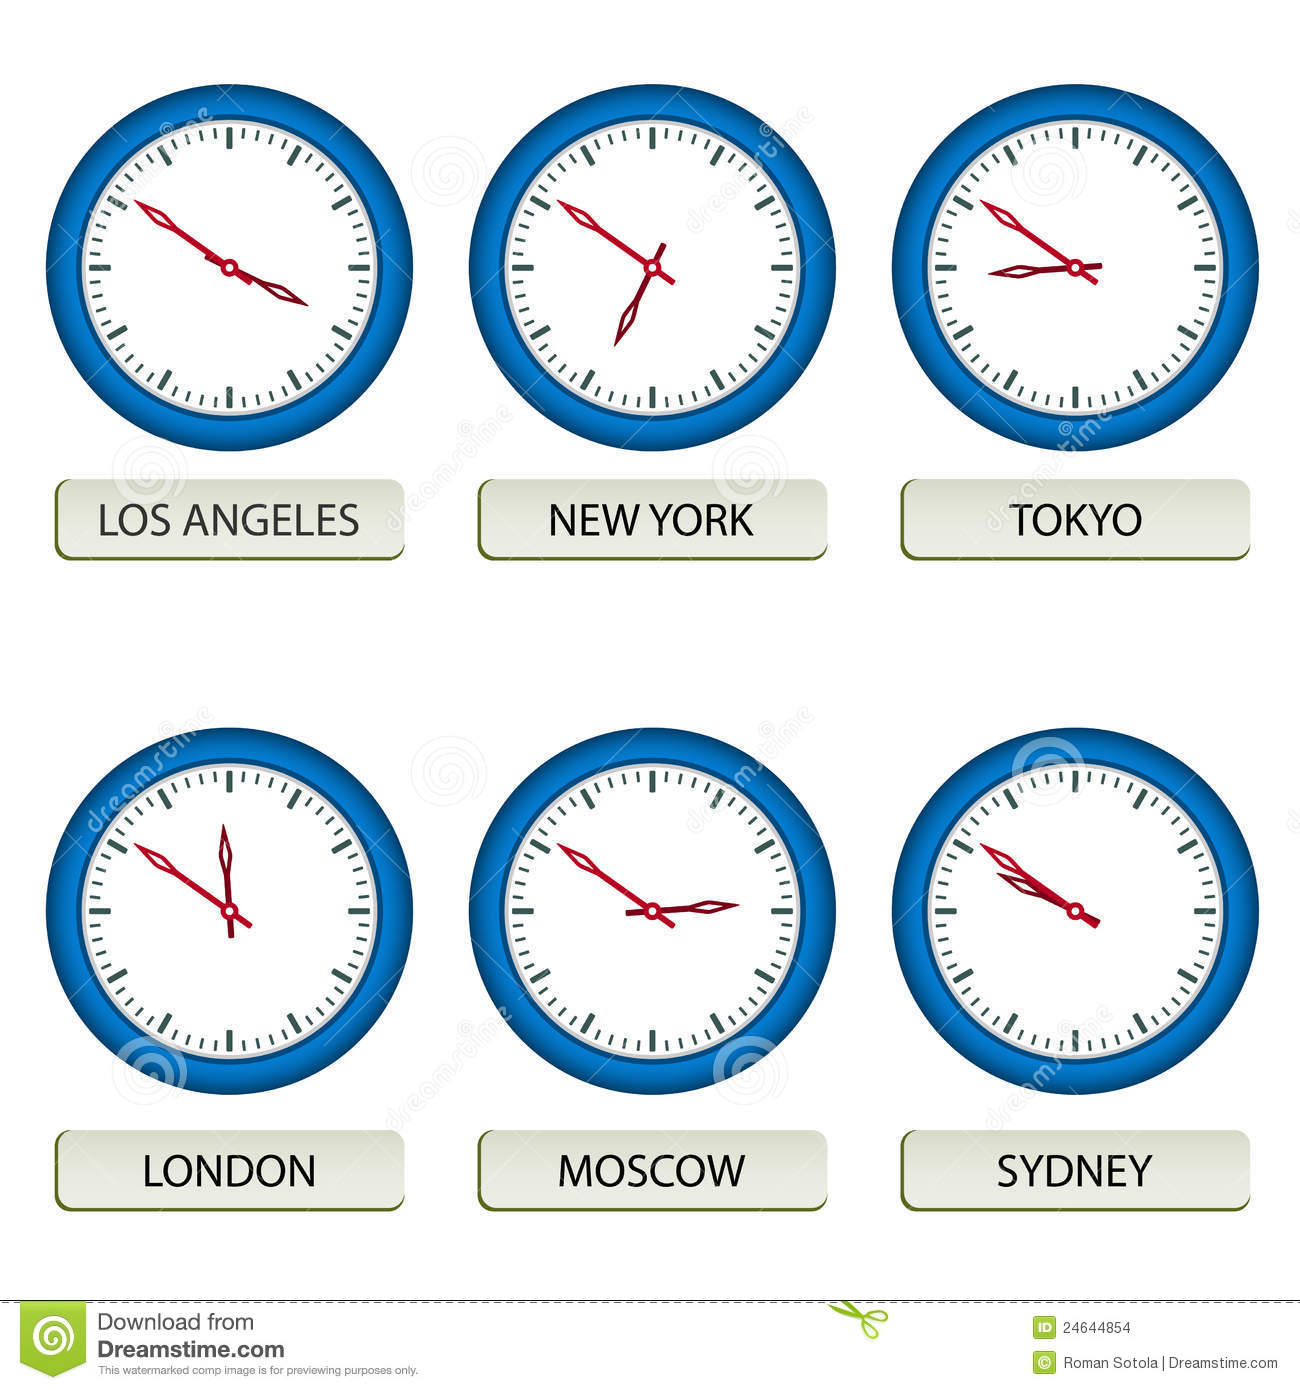 LOS ANGELES
NEW YORK
TOKYO
LONDON
MOSCOW
SYDNEY
dreamstime
Download from
Dreamstime.com
This watermarked comp image is for previewing purposes only.
ID 24644854
© Roman Sotola | Dreamstime.com